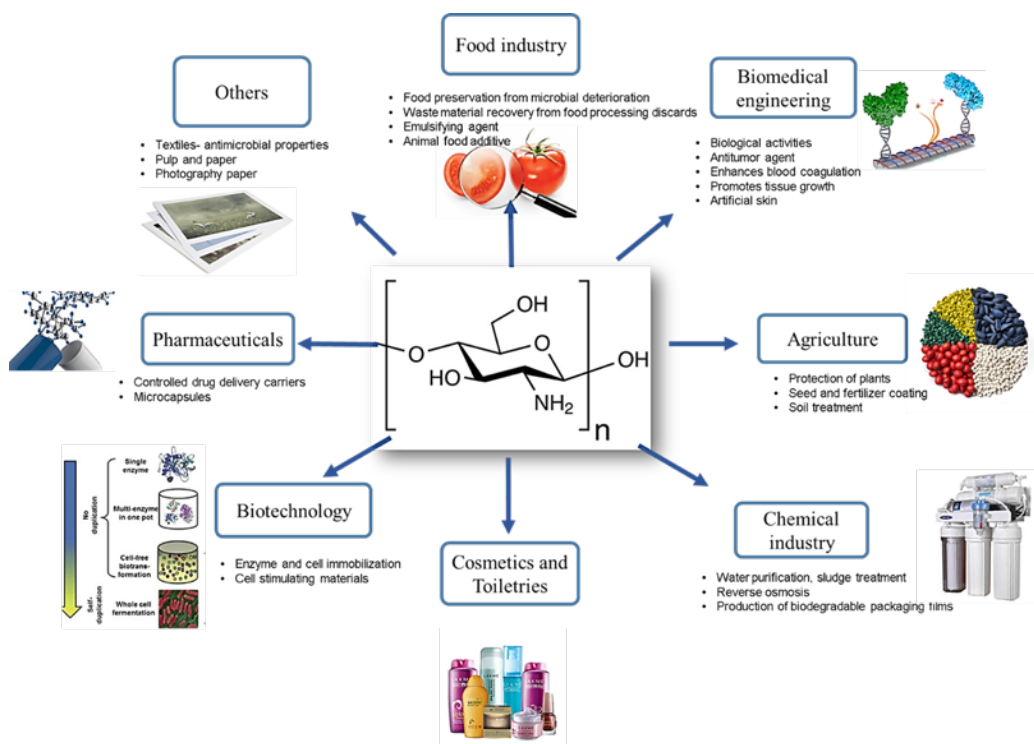 Food industry
• Food preservation from microbial deterioration
• Waste material recovery from food processing discards
• Emulsifying agent
• Animal food additive
Others
• Textiles- antimicrobial properties
• Pulp and paper
• Photography paper
Biomedical
engineering
• Biological activities
• Antitumor agent
• Enhances blood coagulation
• Promotes tissue growth
• Artificial skin
Pharmaceuticals
• Controlled drug delivery carriers
• Microcapsules
OH
O
O
OH
HO
NH2
n
Agriculture
• Protection of plants
• Seed and fertilizer coating
• Soil treatment
No
duplication
Self-
duplication
Single
enzyme
Multi-enzyme
in one pot
Cell-free
biotrans-
formation
Whole cell
fermentation
Biotechnology
• Enzyme and cell immobilization
• Cell stimulating materials
Cosmetics and
Toiletries
Chemical
industry
• Water purification, sludge treatment
• Reverse osmosis
• Production of biodegradable packaging films